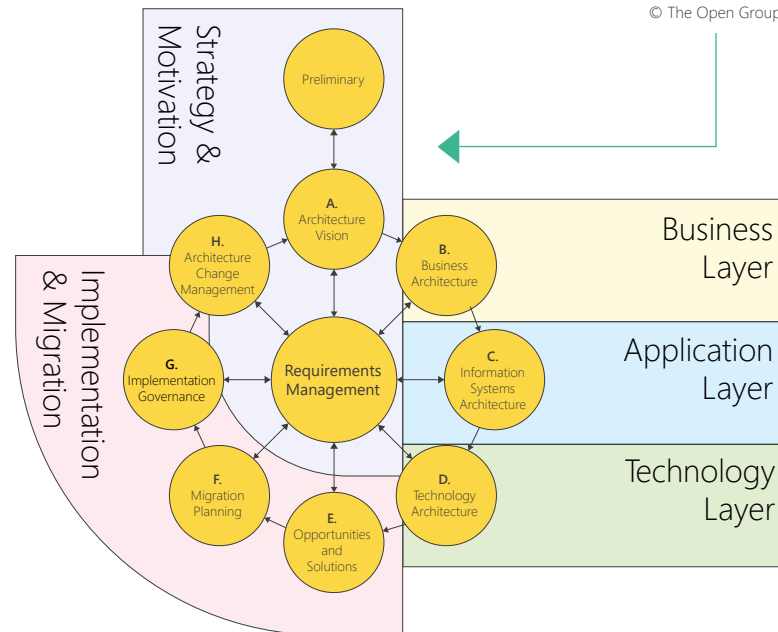 © The Open Group
Strategy &
Motivation
Preliminary
A.
Architecture
Vision
H.
Architecture
Change
Management
B.
Business
Architecture
Business
Layer
Implementation
& Migration
G.
Implementation
Governance
Requirements
Management
C.
Information
Systems
Architecture
Application
Layer
F.
Migration
Planning
E.
Opportunities
and
Solutions
D.
Technology
Architecture
Technology
Layer